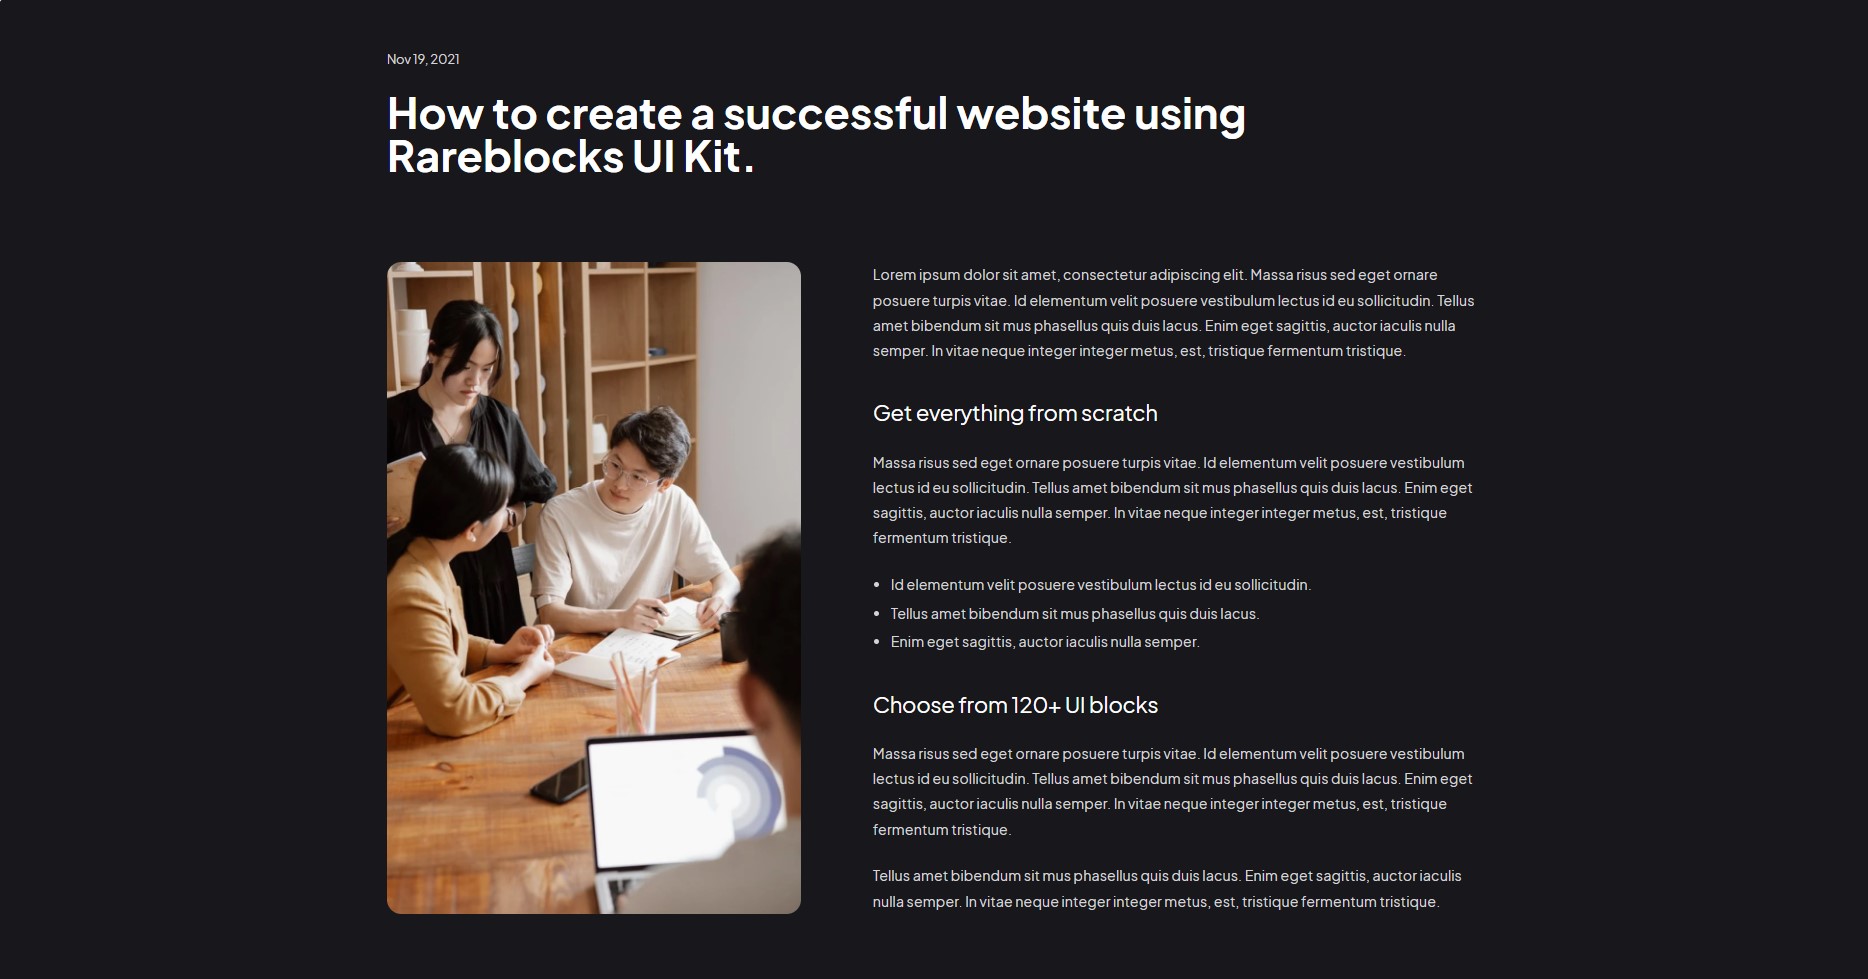 Nov 19, 2021
How to create a successful website using
Rareblocks UI Kit.
Lorem ipsum dolor sit amet, consectetur adipiscing elit. Massa risus sed eget ornare
posuere turpis vitae. Id elementum velit posuere vestibulum lectus id eu sollicitudin. Tellus
amet bibendum sit mus phasellus quis duis lacus. Enim eget sagittis, auctor iaculis nulla
semper. In vitae neque integer integer metus, est, tristique fermentum tristique.
Get everything from scratch
Massa risus sed eget ornare posuere turpis vitae. Id elementum velit posuere vestibulum
lectus id eu sollicitudin. Tellus amet bibendum sit mus phasellus quis duis lacus. Enim eget
sagittis, auctor iaculis nulla semper. In vitae neque integer integer metus, est, tristique
fermentum tristique.
• Id elementum velit posuere vestibulum lectus id eu sollicitudin.
• Tellus amet bibendum sit mus phasellus quis duis lacus.
• Enim eget sagittis, auctor iaculis nulla semper.
Choose from 120+ UI blocks
Massa risus sed eget ornare posuere turpis vitae. Id elementum velit posuere vestibulum
lectus id eu sollicitudin. Tellus amet bibendum sit mus phasellus quis duis lacus. Enim eget
sagittis, auctor iaculis nulla semper. In vitae neque integer integer metus, est, tristique
fermentum tristique.
Tellus amet bibendum sit mus phasellus quis duis lacus. Enim eget sagittis, auctor iaculis
nulla semper. In vitae neque integer integer metus, est, tristique fermentum tristique.